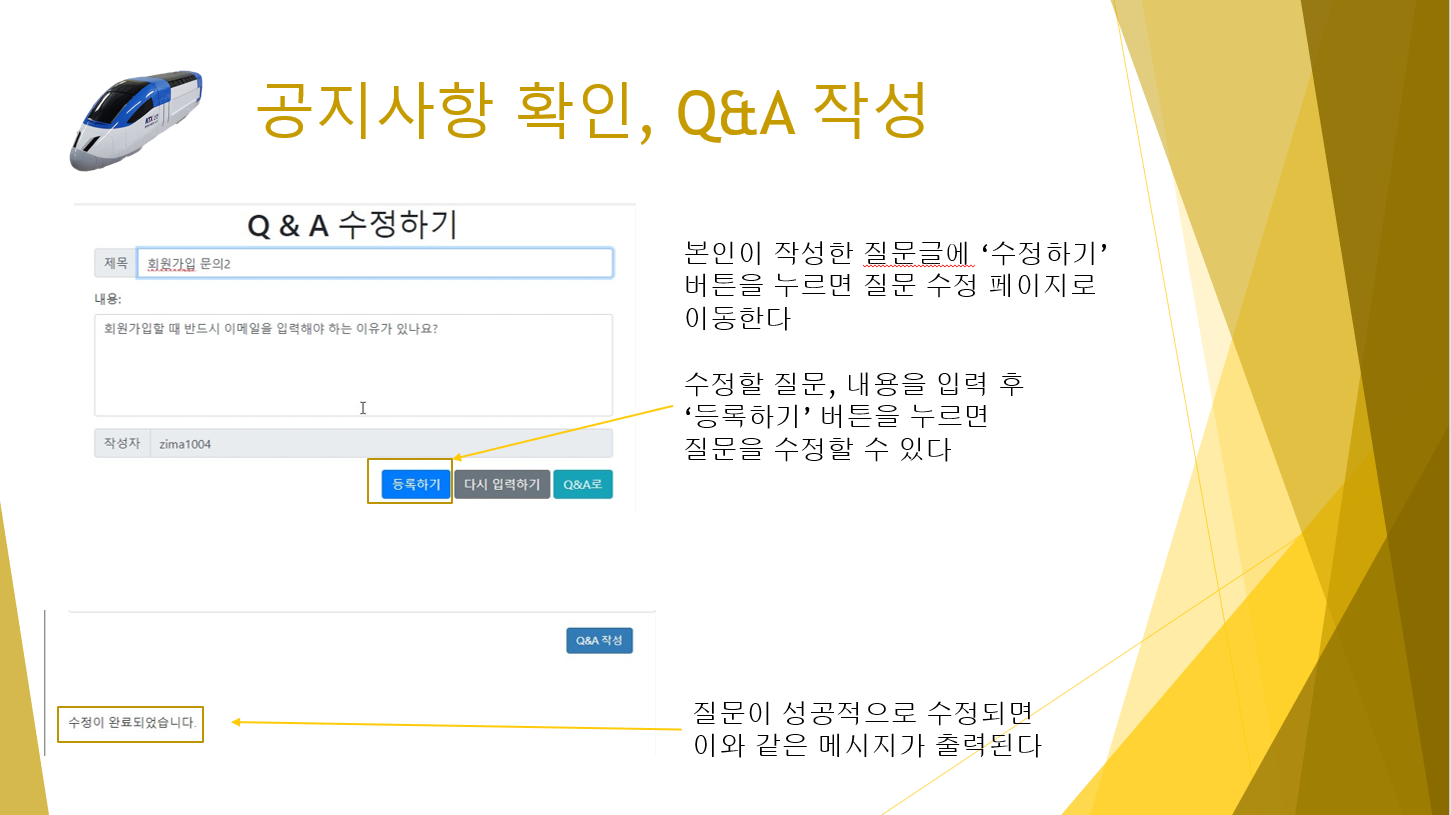 공지사항 확인, Q&A 작성
Q & A 수정하기
제목 회원가입 문의2
내용:
회원가입할 때 반드시 이메일을 입력해야 하는 이유가 있나요?
작성자 zima1004
등록하기 다시 입력하기 Q&A로
본인이 작성한 질문글에 ‘수정하기’
버튼을 누르면 질문 수정 페이지로
이동한다
수정할 질문, 내용을 입력 후
‘등록하기’ 버튼을 누르면
질문을 수정할 수 있다
Q&A 작성
수정이 완료되었습니다.
질문이 성공적으로 수정되면
이와 같은 메시지가 출력된다